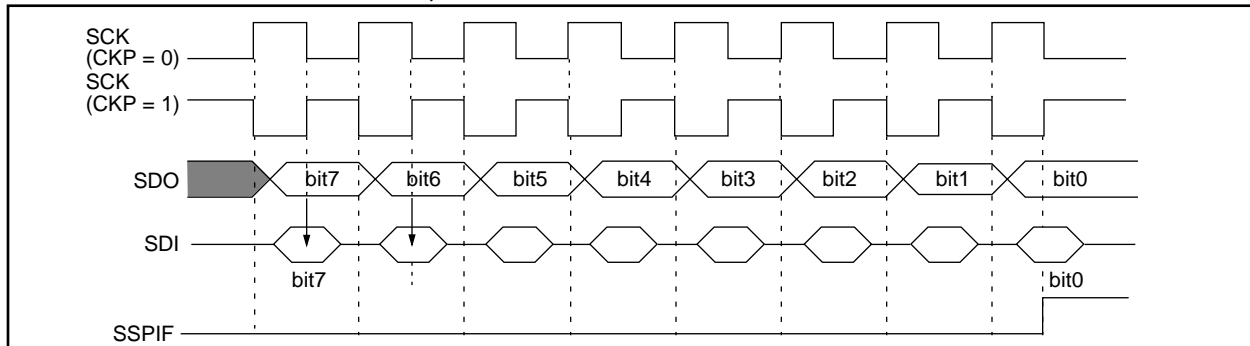 SCK
(CKP = 0)
SCK
(CKP = 1)
SDO bit7 bit6 bit5 bit4 bit3 bit2 bit1 bit0
SDI
bit7 bit0
SSPIF